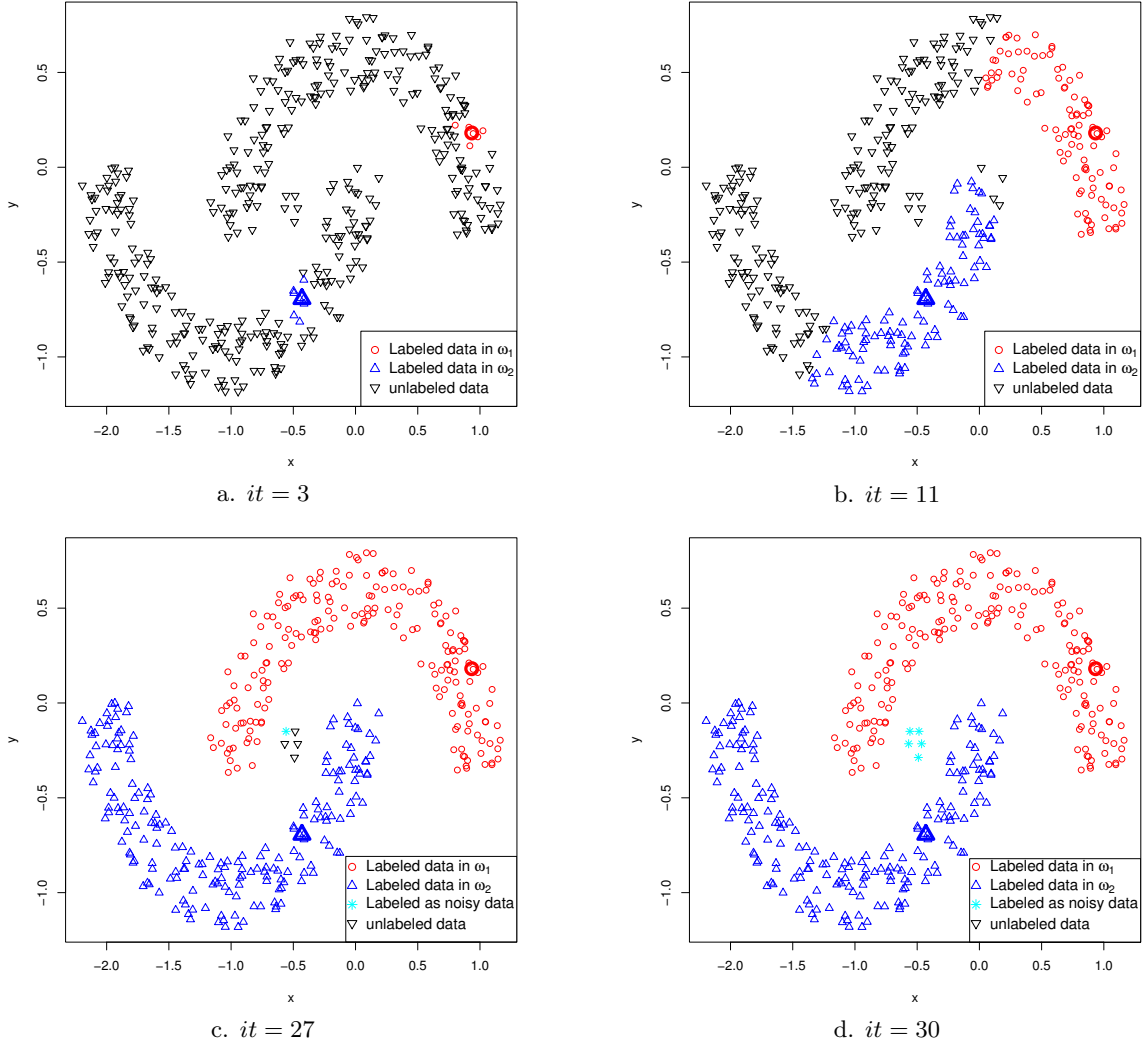 0.5
0.0
−0.5
−1.0
y
−2.0 −1.5 −1.0 −0.5 0.0 0.5 1.0
x
Labeled data in ω1
Labeled data in ω2
unlabeled data
a. it = 3
0.5
0.0
−0.5
−1.0
y
−2.0 −1.5 −1.0 −0.5 0.0 0.5 1.0
x
Labeled data in ω1
Labeled data in ω2
unlabeled data
b. it = 11
0.5
0.0
−0.5
−1.0
y
−2.0 −1.5 −1.0 −0.5 0.0 0.5 1.0
x
Labeled data in ω1
Labeled data in ω2
Labeled as noisy data
unlabeled data
c. it = 27
0.5
0.0
−0.5
−1.0
y
−2.0 −1.5 −1.0 −0.5 0.0 0.5 1.0
x
Labeled data in ω1
Labeled data in ω2
Labeled as noisy data
unlabeled data
d. it = 30